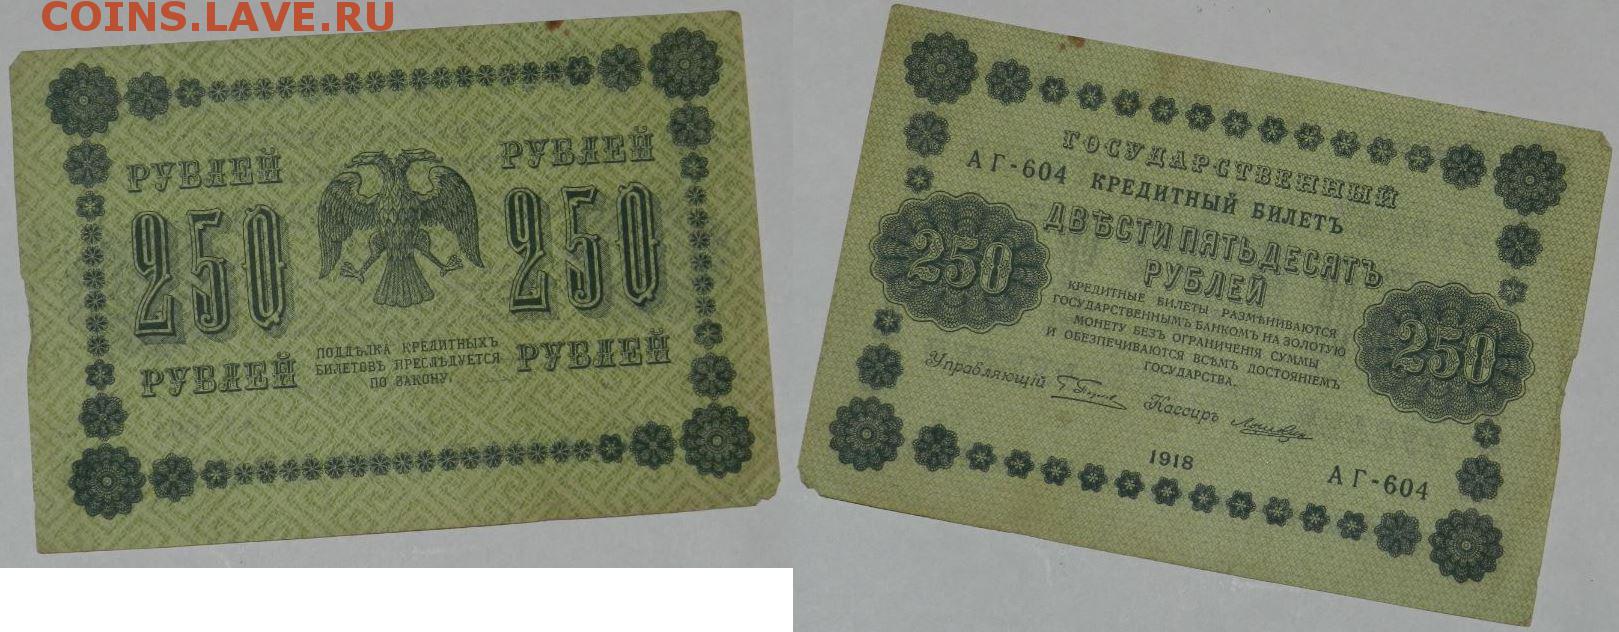 COINS.LAVE.RU
РУБЛЕЙ РУБЛЕЙ
250 250
РУБЛЕЙ РУБЛЕЙ
ПОДДѢЛКА КРЕДИТНЫХЪ
БИЛЕТОВЪ ПРЕСЛѢДУЕТСЯ
ПО ЗАКОНУ.
ГОСУДАРСТВЕННЫЙ
АГ-604 КРЕДИТНЫЙ БИЛЕТЪ
ДВѢСТИ ПЯТЬДЕСЯТЪ
РУБЛЕЙ
250 250
КРЕДИТНЫЕ БИЛЕТЫ РАЗМѢНИВАЮТСЯ
ГОСУДАРСТВЕННЫМЪ БАНКОМЪ НА ЗОЛОТУЮ
МОНЕТУ БЕЗЪ ОГРАНИЧЕНІЯ СУММЫ
И ОБЕЗПЕЧИВАЮТСЯ ВСѢМЪ ДОСТОЯНІЕМЪ
ГОСУДАРСТВА.
Управляющій Кассиръ
1918
АГ-604